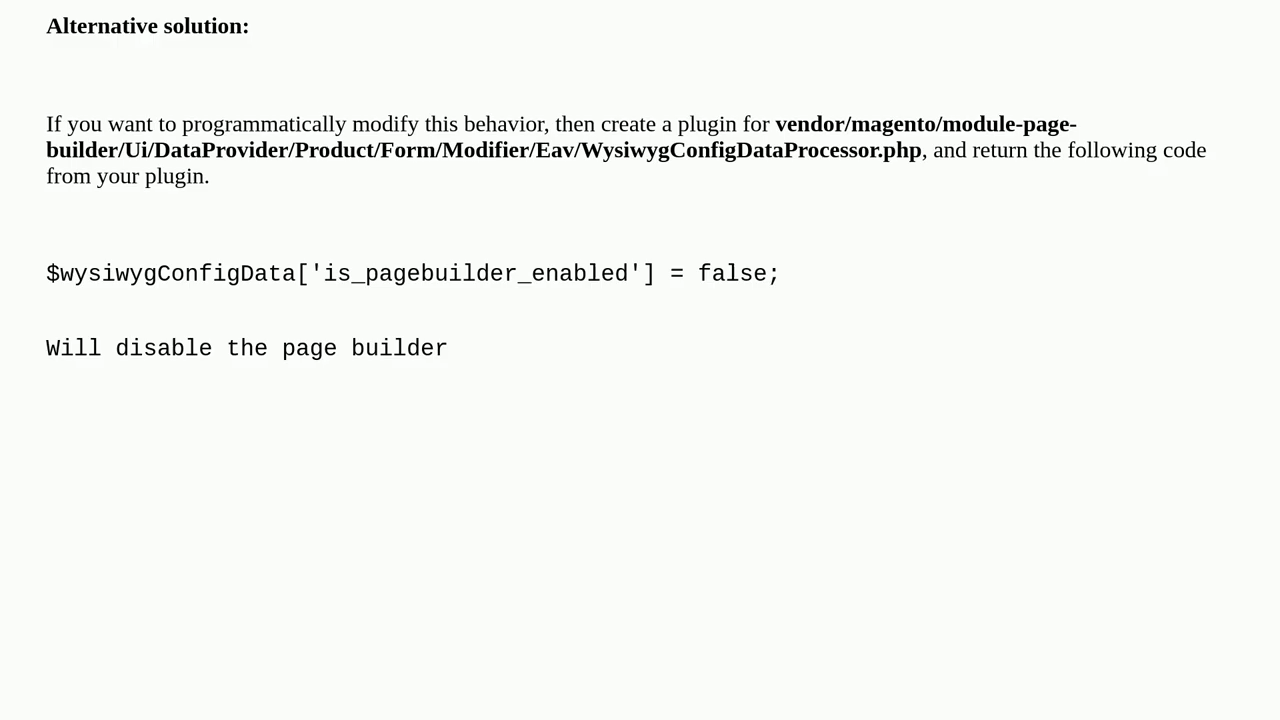 Alternative solution:
If you want to programmatically modify this behavior, then create a plugin for vendor/magento/module-page-
builder/Ui/DataProvider/Product/Form/Modifier/Eav/WysiwygConfigDataProcessor.php, and return the following code
from your plugin.
$wysiwygConfigData['is_pagebuilder_enabled'] = false;
Will disable the page builder